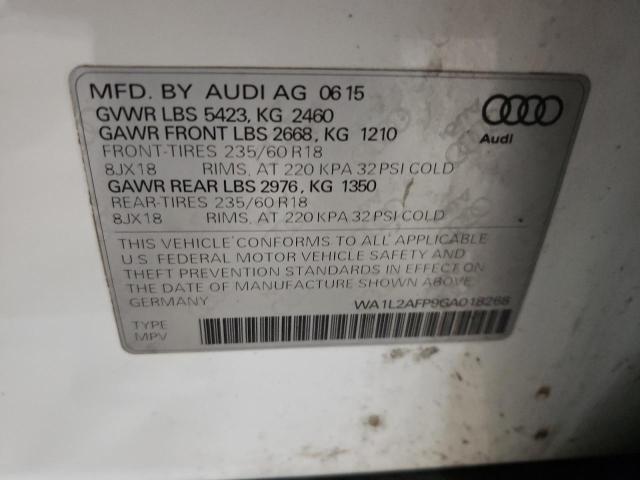 MFD. BY AUDI AG 06 15
GVWR LBS 5423, KG 2460
GAWR FRONT LBS 2668, KG 1210
FRONT-TIRES 235/60 R18
8JX18 RIMS, AT 220 KPA 32 PSI COLD
GAWR REAR LBS 2976, KG 1350
REAR-TIRES 235/60 R18
8JX18 RIMS, AT 220 KPA 32 PSI COLD
Audi
THIS VEHICLE CONFORMS TO ALL APPLICABLE
U.S. FEDERAL MOTOR VEHICLE SAFETY AND
THEFT PREVENTION STANDARDS IN EFFECT ON
THE DATE OF MANUFACTURE SHOWN ABOVE.
GERMANY WA1L2AFP9GA018268
TYPE
MPV